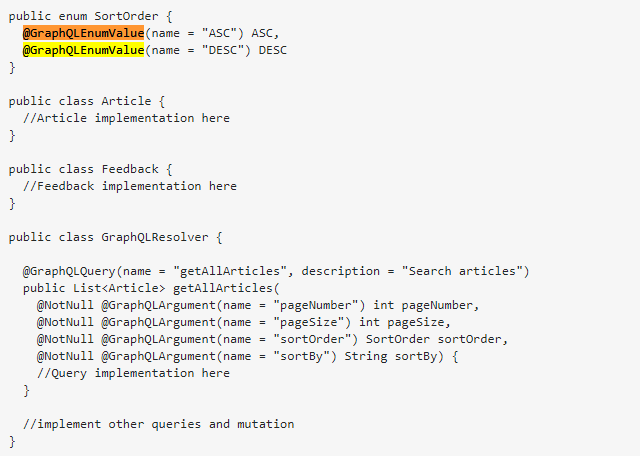 public enum SortOrder {
@GraphQLEnumValue(name = "ASC") ASC,
@GraphQLEnumValue(name = "DESC") DESC
}
public class Article {
//Article implementation here
}
public class Feedback {
//Feedback implementation here
}
public class GraphQLResolver {
@GraphQLQuery(name = "getAllArticles", description = "Search articles")
public List<Article> getAllArticles(
@NotNull @GraphQLArgument(name = "pageNumber") int pageNumber,
@NotNull @GraphQLArgument(name = "pageSize") int pageSize,
@NotNull @GraphQLArgument(name = "sortOrder") SortOrder sortOrder,
@NotNull @GraphQLArgument(name = "sortBy") String sortBy) {
//Query implementation here
}
//implement other queries and mutation
}